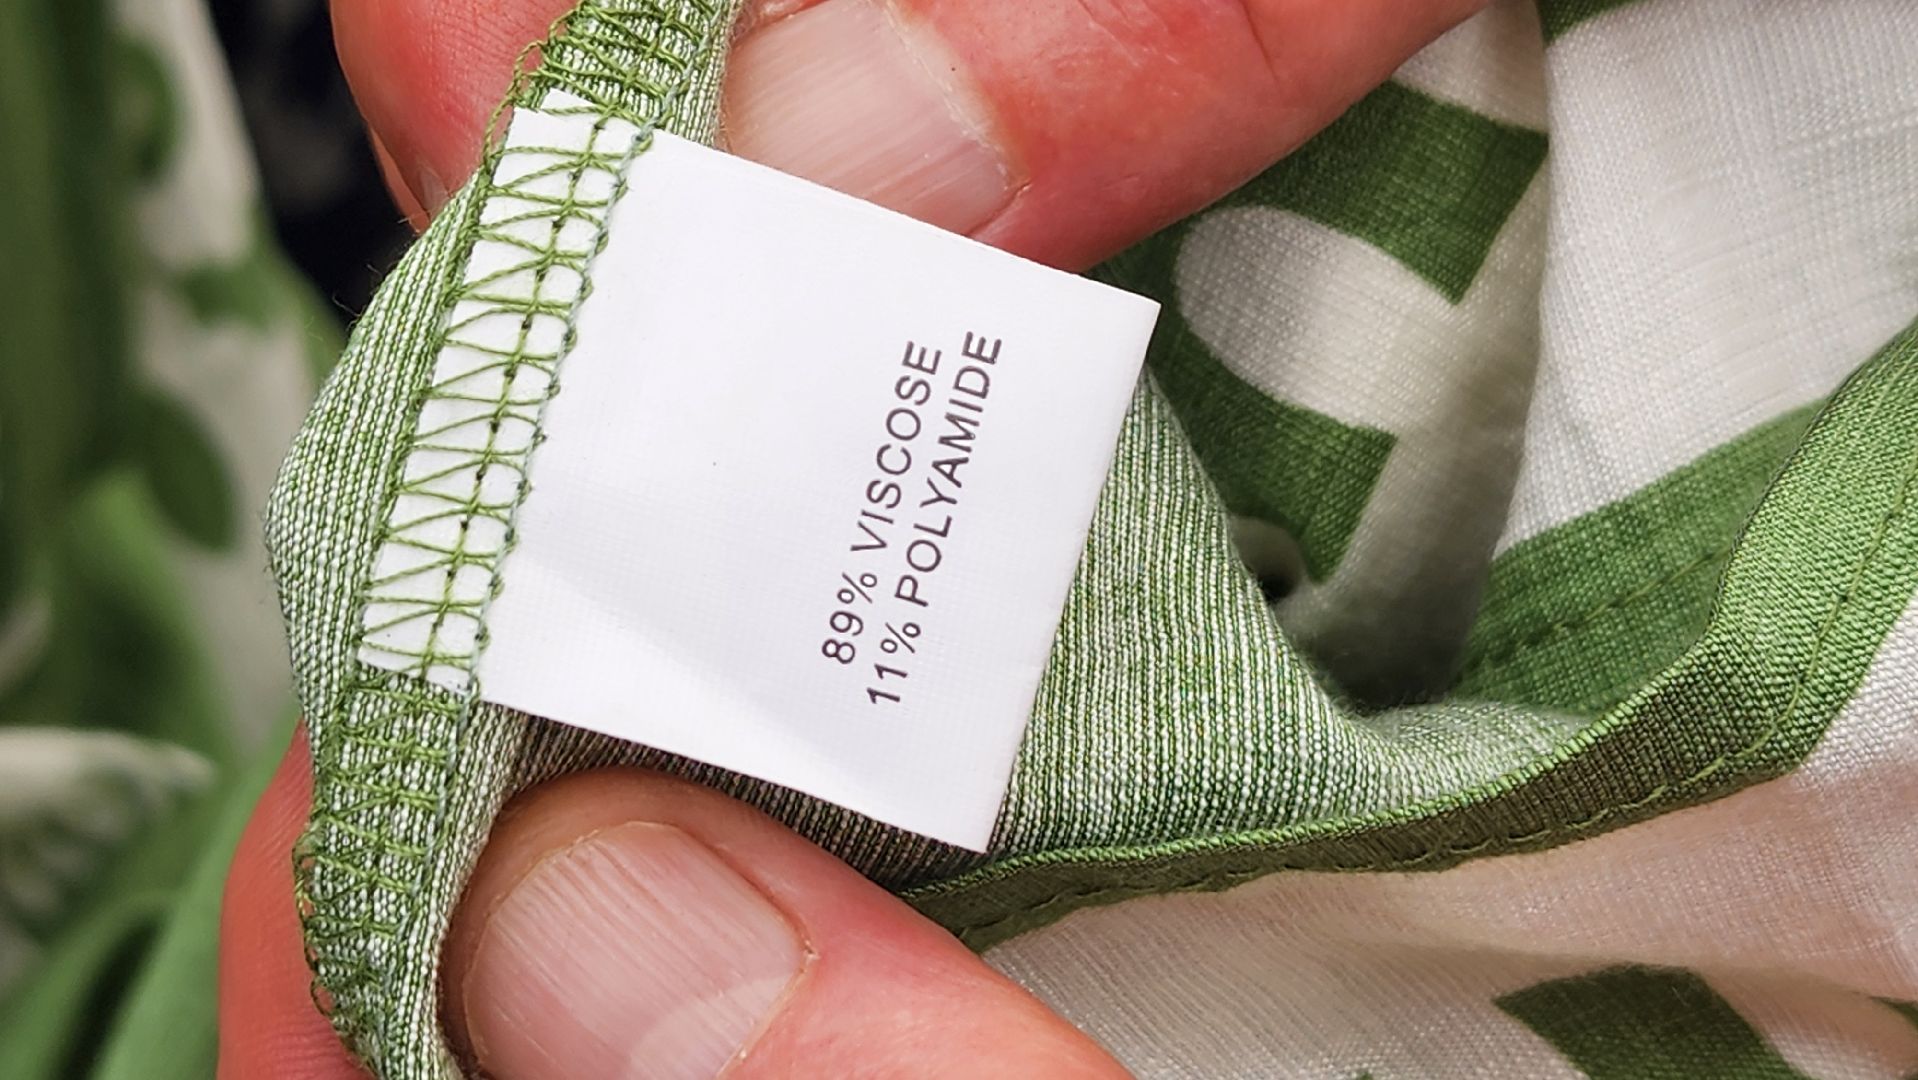 89% VISCOSE
11% POLYAMIDE